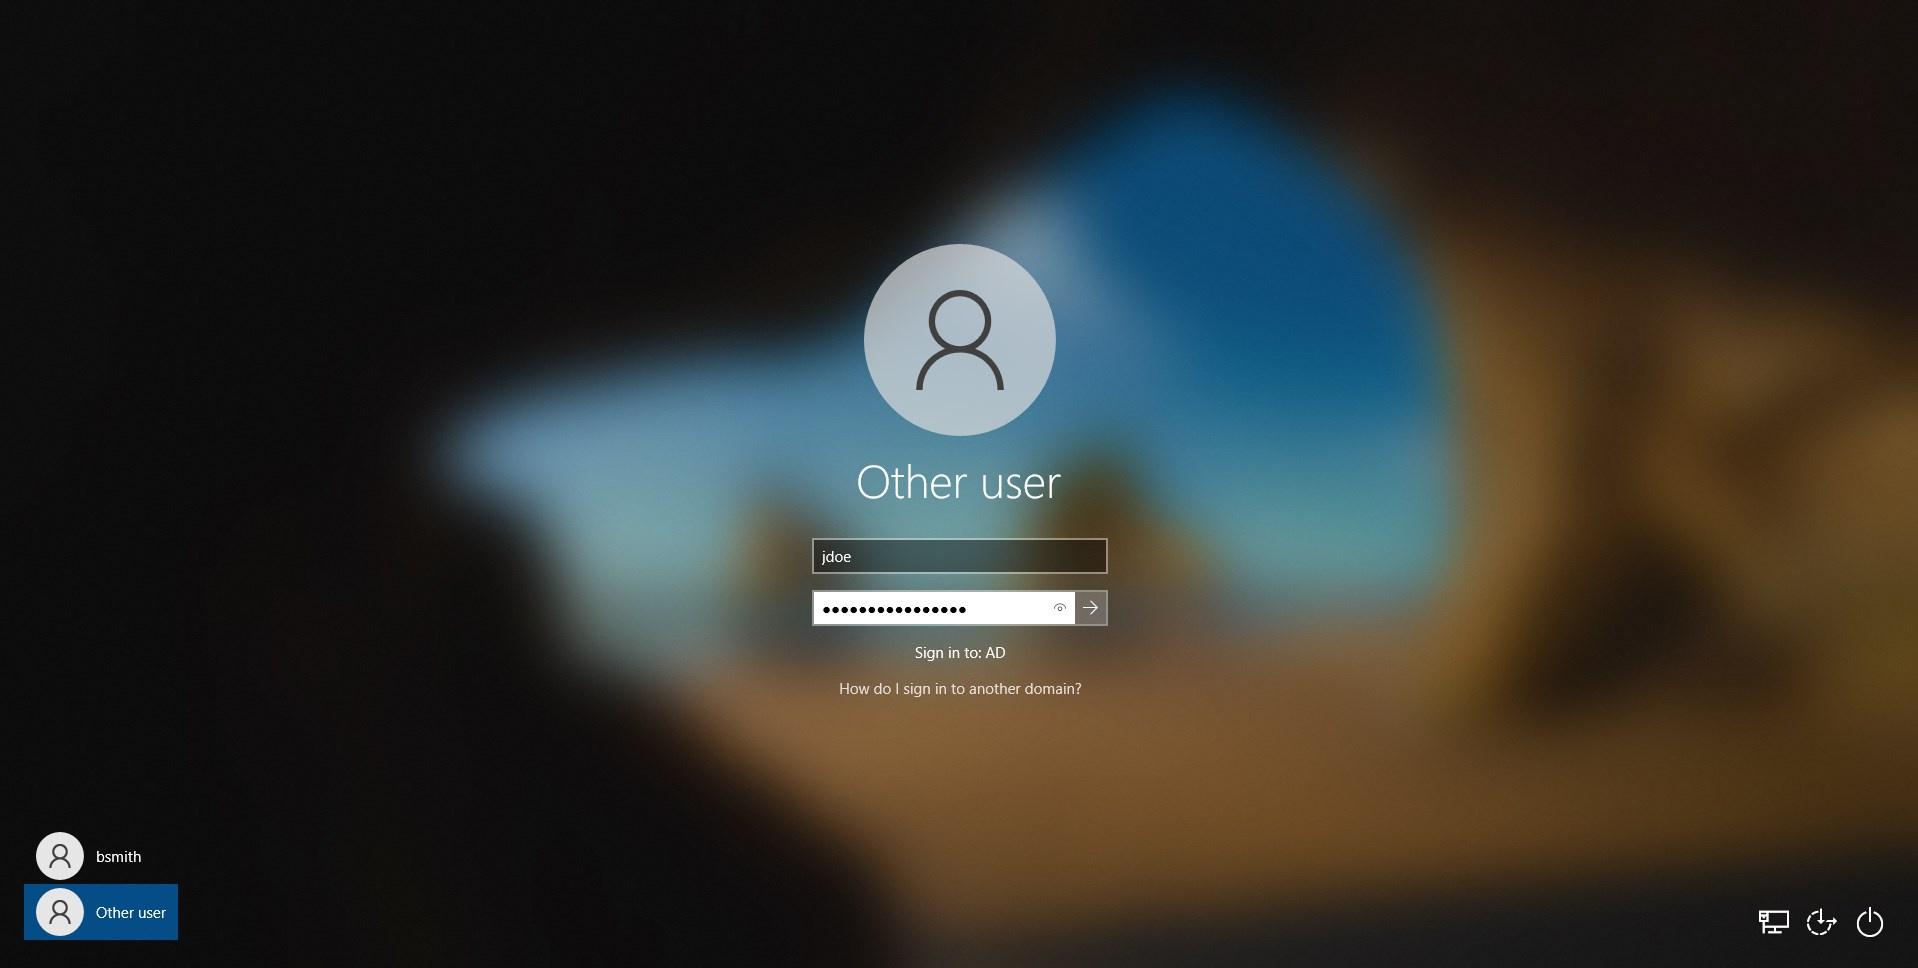 Other user
jdoe
Sign in to: AD
How do I sign in to another domain?
bsmith
Other user